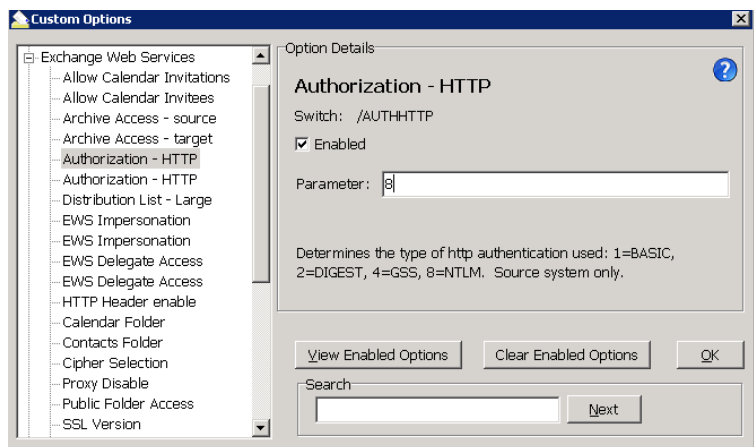 Custom Options
Exchange Web Services
Allow Calendar Invitations
Allow Calendar Invitees
Archive Access - source
Archive Access - target
Authorization - HTTP
Authorization - HTTP
Distribution List - Large
EWS Impersonation
EWS Impersonation
EWS Delegate Access
EWS Delegate Access
HTTP Header enable
Calendar Folder
Contacts Folder
Cipher Selection
Proxy Disable
Public Folder Access
SSL Version
Option Details
Authorization - HTTP
Switch: /AUTHHTTP
Enabled
Parameter: 8
Determines the type of http authentication used: 1=BASIC,
2=DIGEST, 4=GSS, 8=NTLM. Source system only.
View Enabled Options
Clear Enabled Options
OK
Search
Next